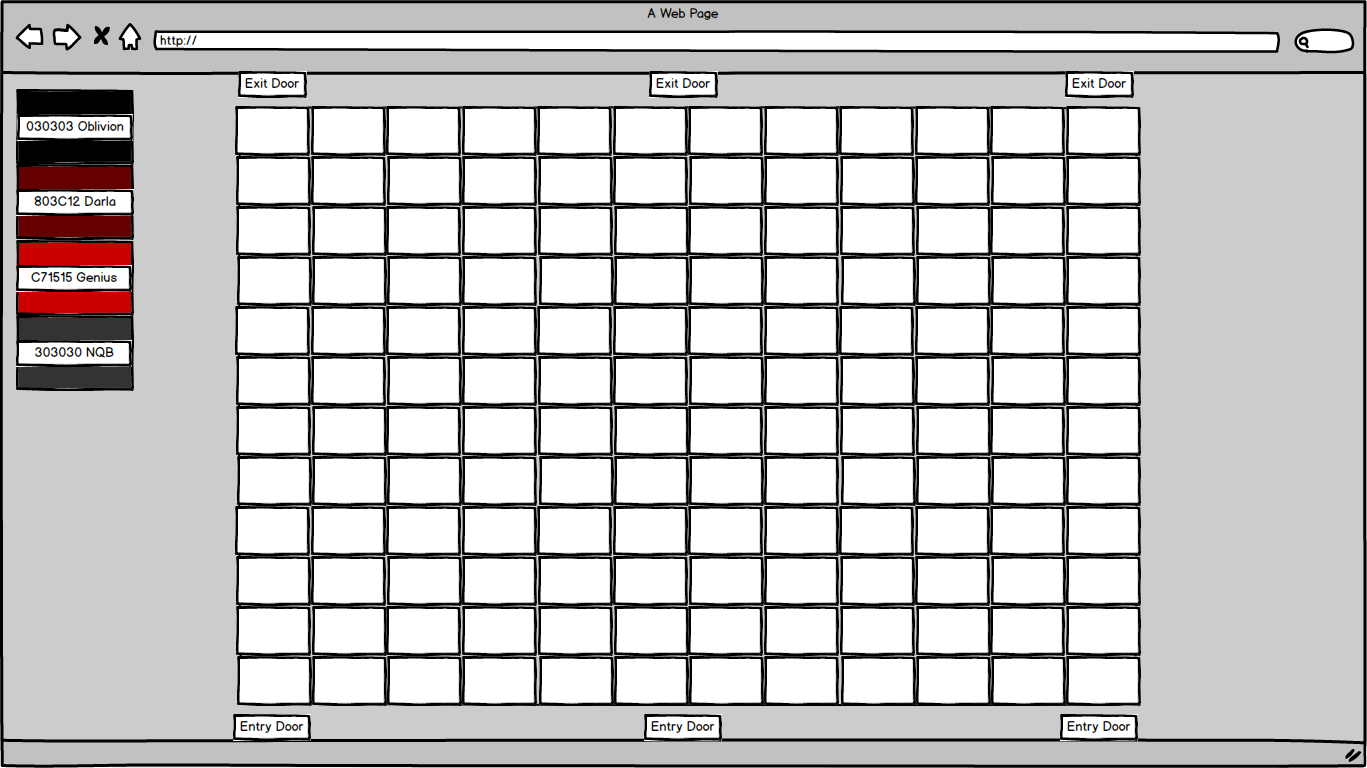 A Web Page
http://
Exit Door
Exit Door
Exit Door
030303 Oblivion
803C12 Darla
C71515 Genius
303030 NQB
Entry Door
Entry Door
Entry Door